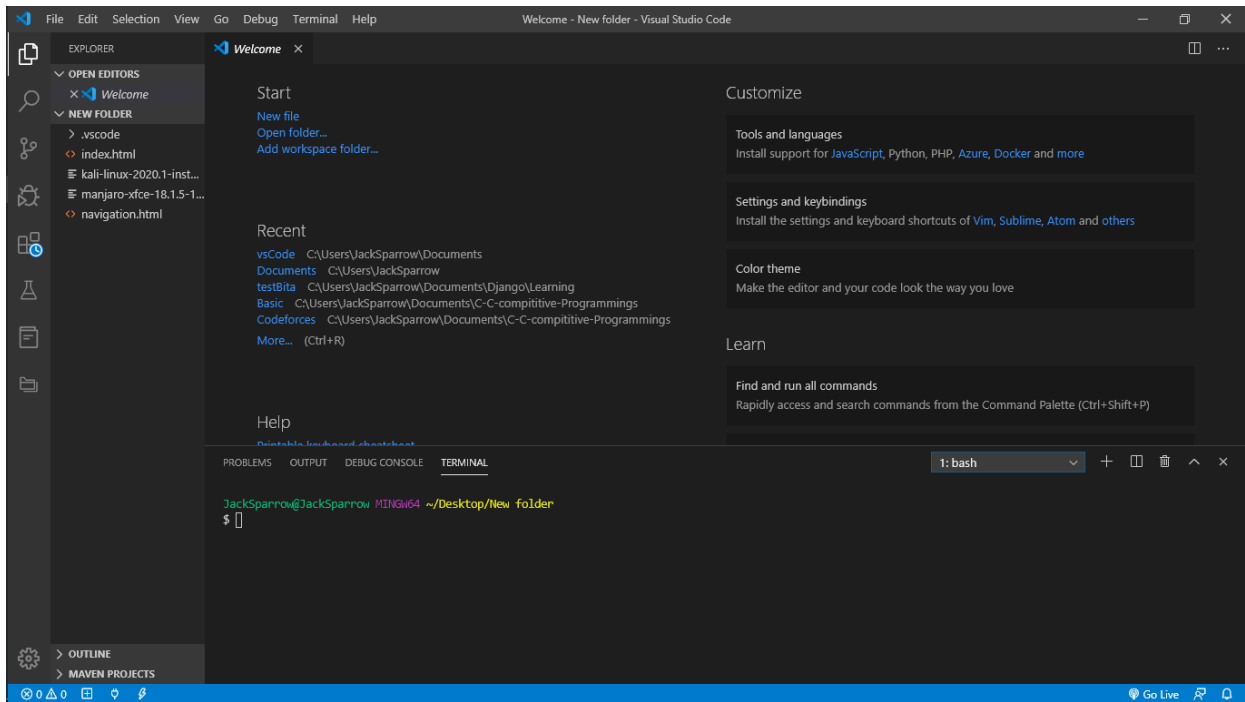 File Edit Selection View Go Debug Terminal Help
Welcome - New folder - Visual Studio Code
EXPLORER
OPEN EDITORS
Welcome
NEW FOLDER
.vscode
index.html
kali-linux-2020.1-inst...
manjaro-xfce-18.1.5-1...
navigation.html
OUTLINE
MAVEN PROJECTS
Welcome
Start
New file
Open folder...
Add workspace folder...
Recent
vsCode C:\Users\JackSparrow\Documents
Documents C:\Users\JackSparrow
testBita C:\Users\JackSparrow\Documents\Django\Learning
Basic C:\Users\JackSparrow\Documents\C-C-compititive-Programmings
Codeforces C:\Users\JackSparrow\Documents\C-C-compititive-Programmings
More... (Ctrl+R)
Help
Printable keyboard cheatsheet
Customize
Tools and languages
Install support for JavaScript, Python, PHP, Azure, Docker and more
Settings and keybindings
Install the settings and keyboard shortcuts of Vim, Sublime, Atom and others
Color theme
Make the editor and your code look the way you love
Learn
Find and run all commands
Rapidly access and search commands from the Command Palette (Ctrl+Shift+P)
PROBLEMS OUTPUT DEBUG CONSOLE TERMINAL
1: bash
JackSparrow@JackSparrow MINGW64 ~/Desktop/New folder
$
0 0
Go Live